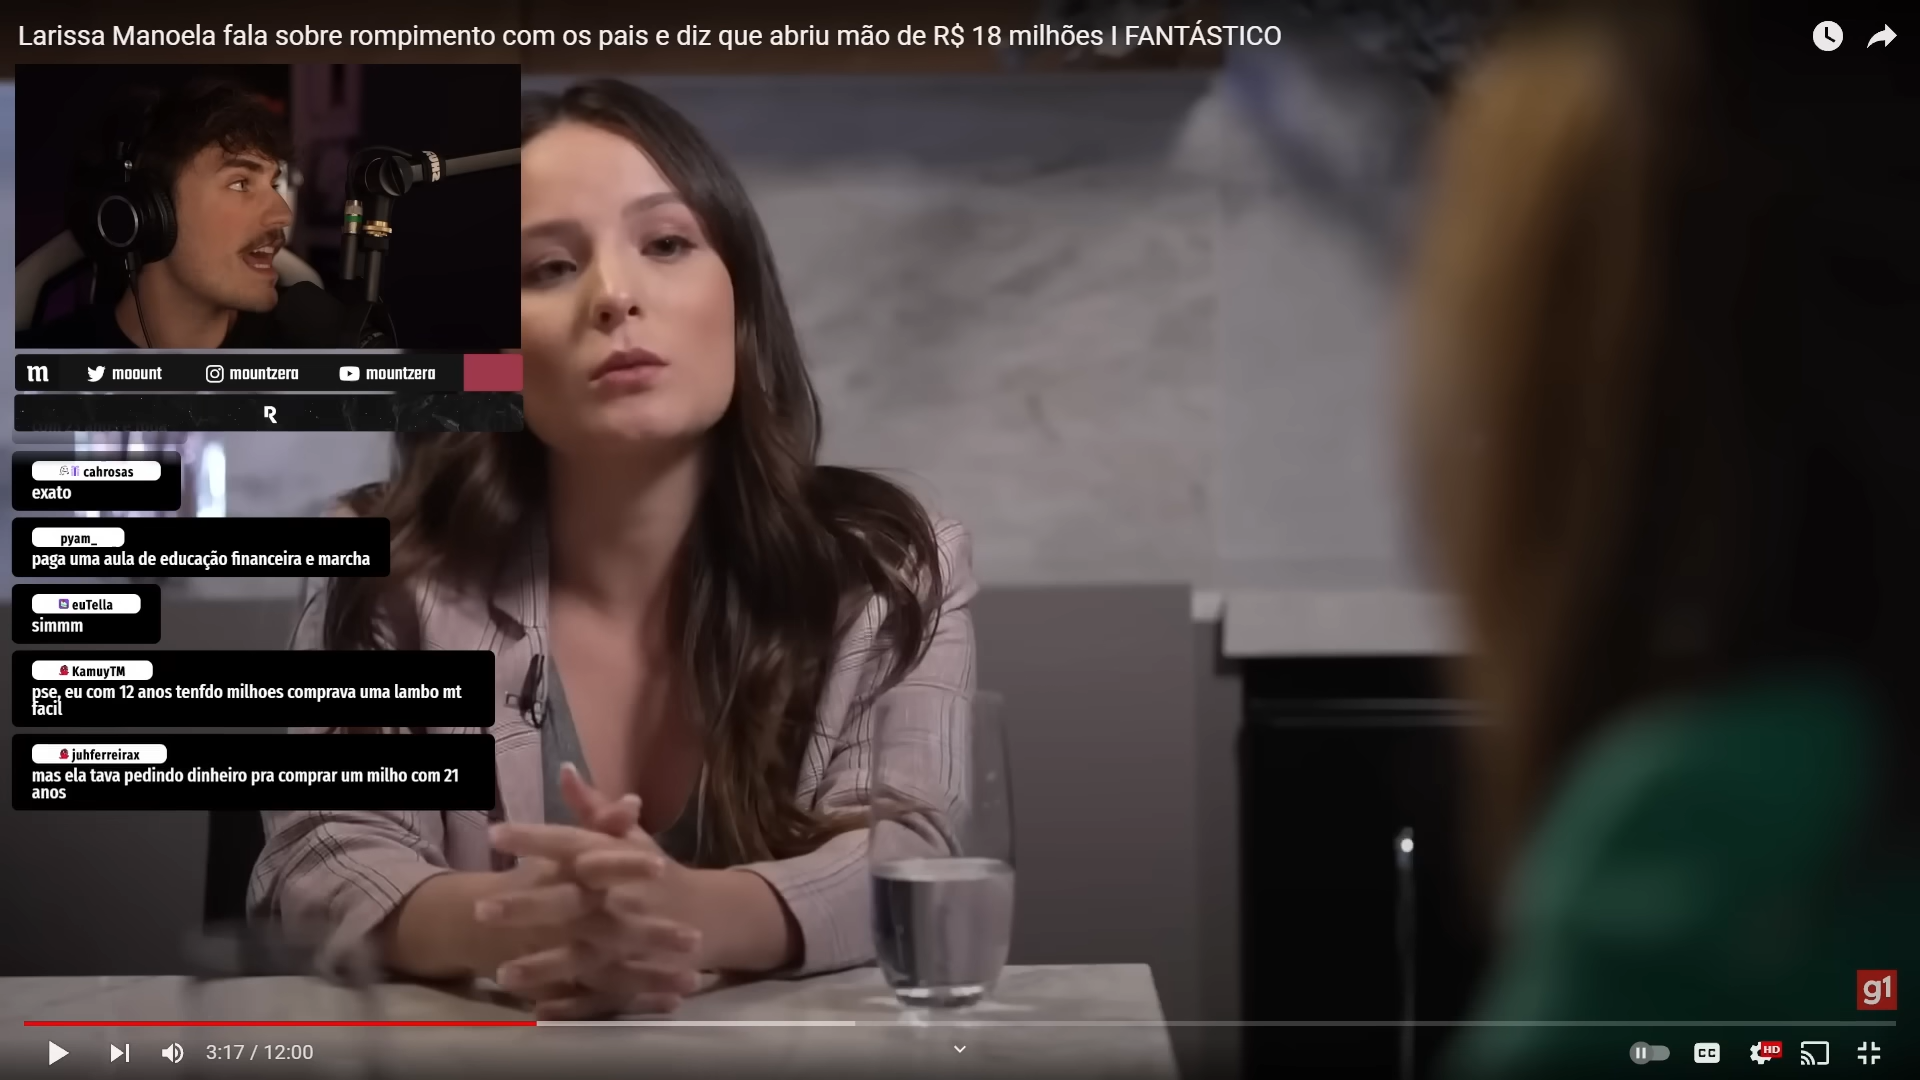 Larissa Manoela fala sobre rompimento com os pais e diz que abriu mão de R$ 18 milhões I FANTÁSTICO
m moount mountzera mountzera
R
cahrosas
exato
pyam_
paga uma aula de educação financeira e marcha
euTella
simmm
KamuyTM
pse, eu com 12 anos tenfdo milhoes comprava uma lambo mt
facil
juhferreirax
mas ela tava pedindo dinheiro pra comprar um milho com 21
anos
g1
3:17 / 12:00
CC HD